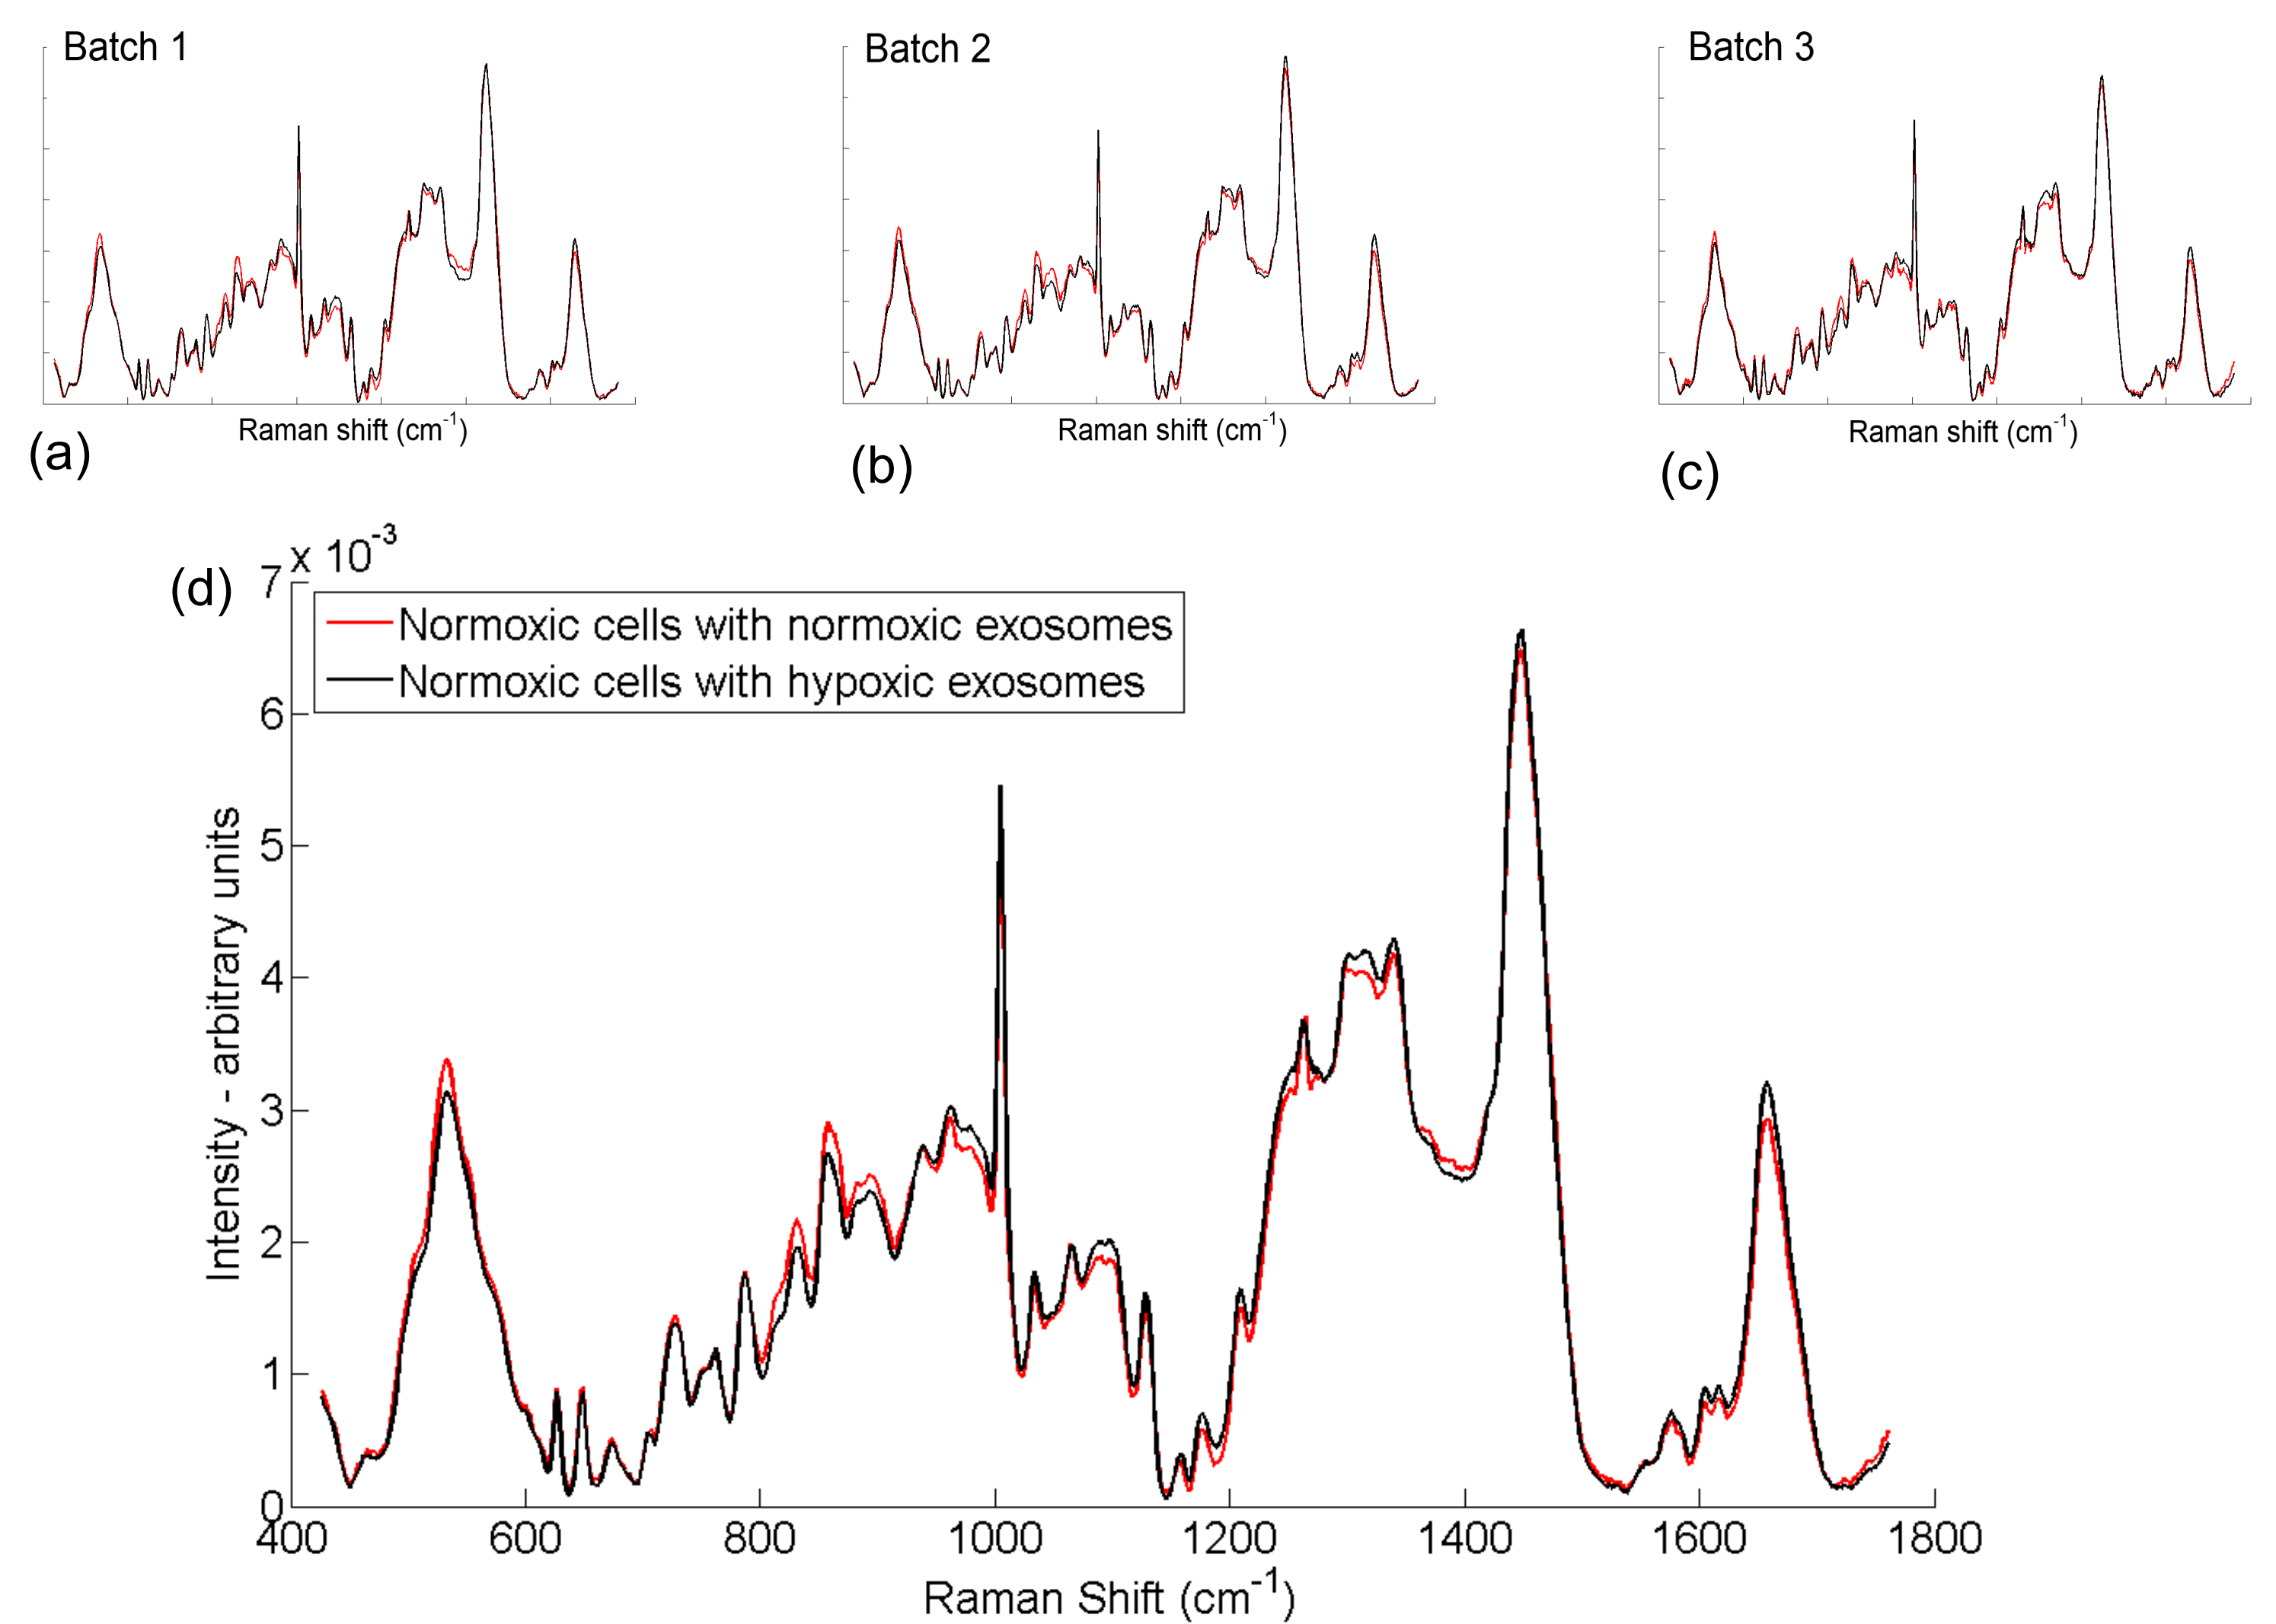 Batch 1
Batch 2
Batch 3
Raman shift (cm-1)
Raman shift (cm-1)
Raman shift (cm-1)
(a)
(b)
(c)
(d)
x 10-3
7
6
5
4
3
2
1
0
Normoxic cells with normoxic exosomes
Normoxic cells with hypoxic exosomes
Intensity - arbitrary units
400 600 800 1000 1200 1400 1600 1800
Raman Shift (cm-1)